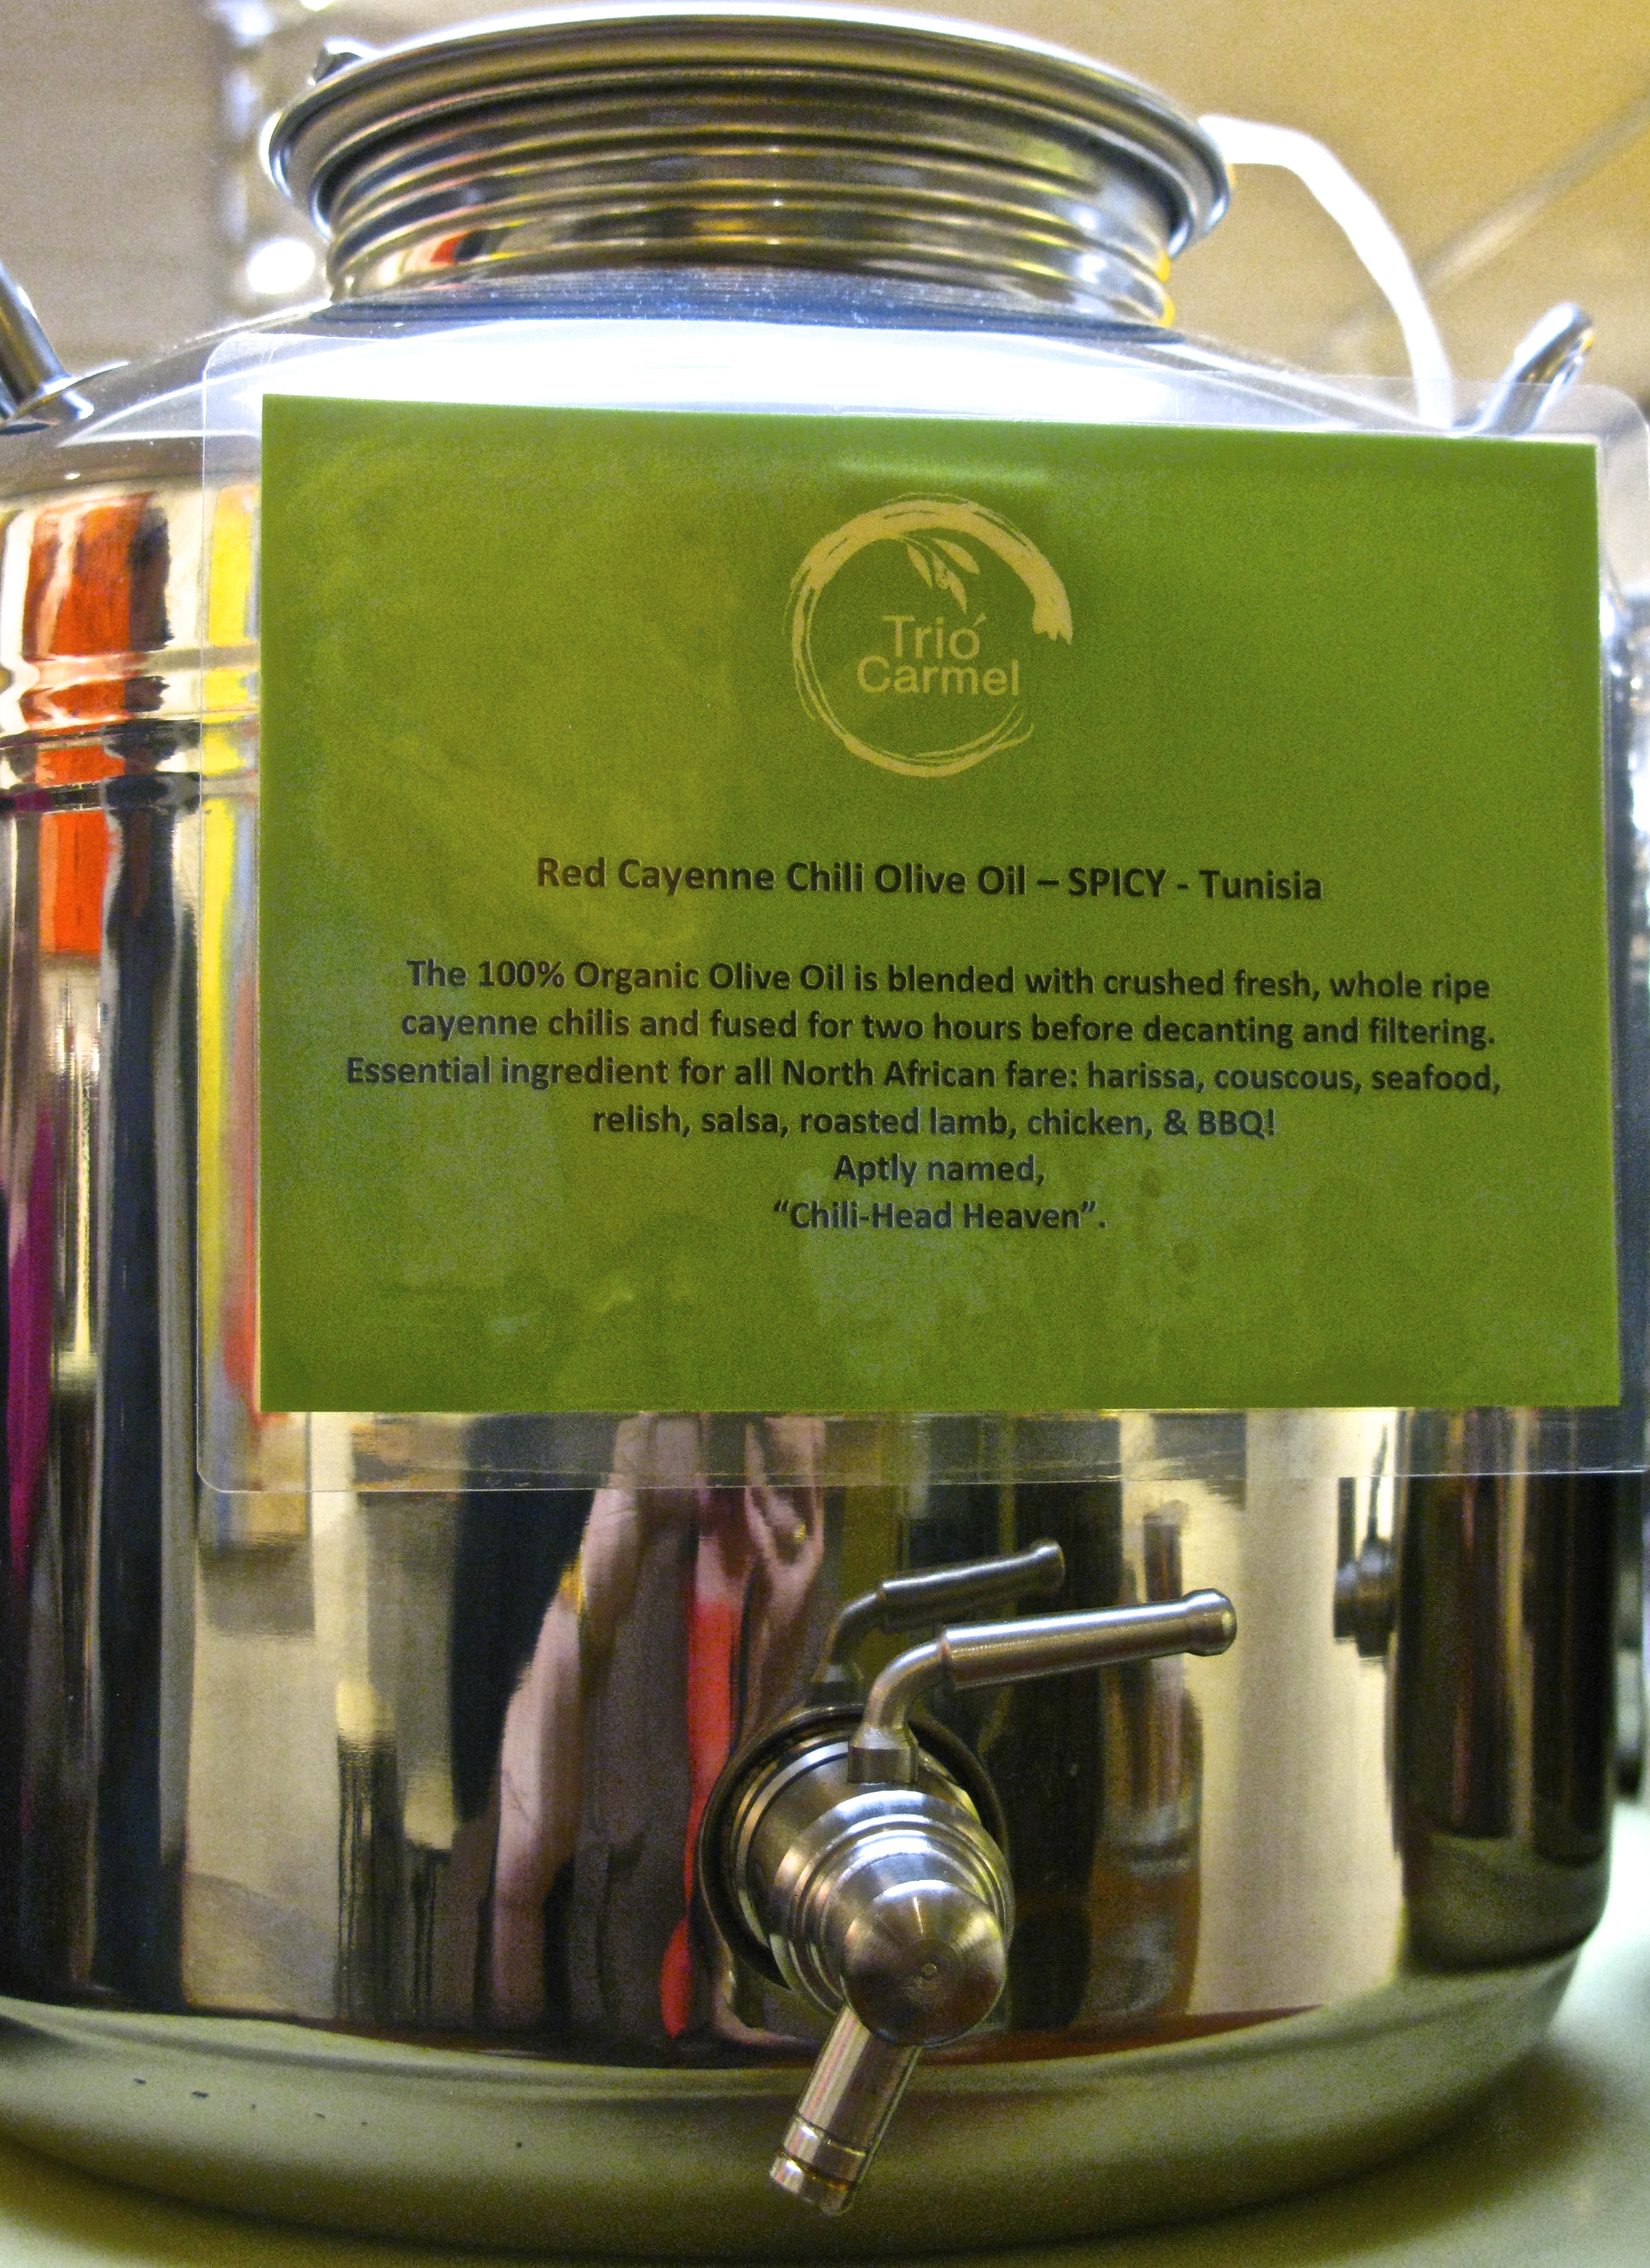 Trió
Carmel
Red Cayenne Chili Olive Oil – SPICY - Tunisia
The 100% Organic Olive Oil is blended with crushed fresh, whole ripe
cayenne chilis and fused for two hours before decanting and filtering.
Essential ingredient for all North African fare: harissa, couscous, seafood,
relish, salsa, roasted lamb, chicken, & BBQ!
Aptly named,
“Chili-Head Heaven”.